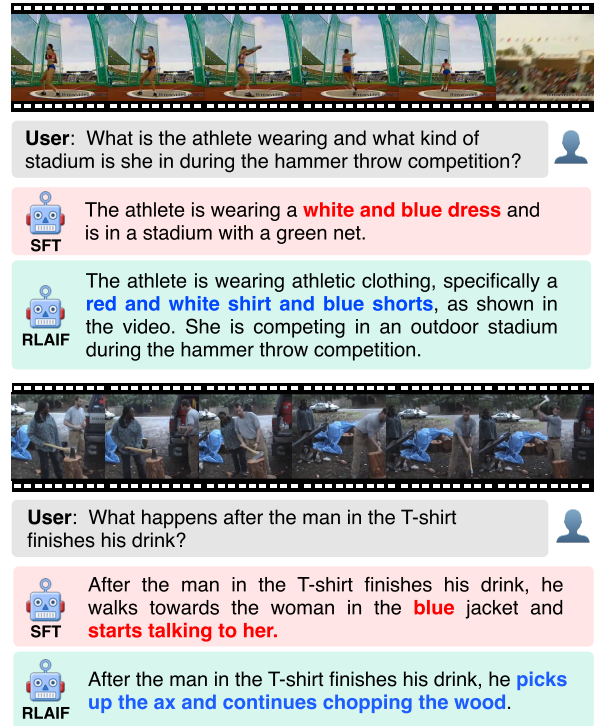 User: What is the athlete wearing and what kind of
stadium is she in during the hammer throw competition?
The athlete is wearing a white and blue dress and
is in a stadium with a green net.
SFT
The athlete is wearing athletic clothing, specifically a
red and white shirt and blue shorts, as shown in
the video. She is competing in an outdoor stadium
during the hammer throw competition.
RLAIF
User: What happens after the man in the T-shirt
finishes his drink?
After the man in the T-shirt finishes his drink, he
walks towards the woman in the blue jacket and
starts talking to her.
SFT
After the man in the T-shirt finishes his drink, he picks
up the ax and continues chopping the wood.
RLAIF